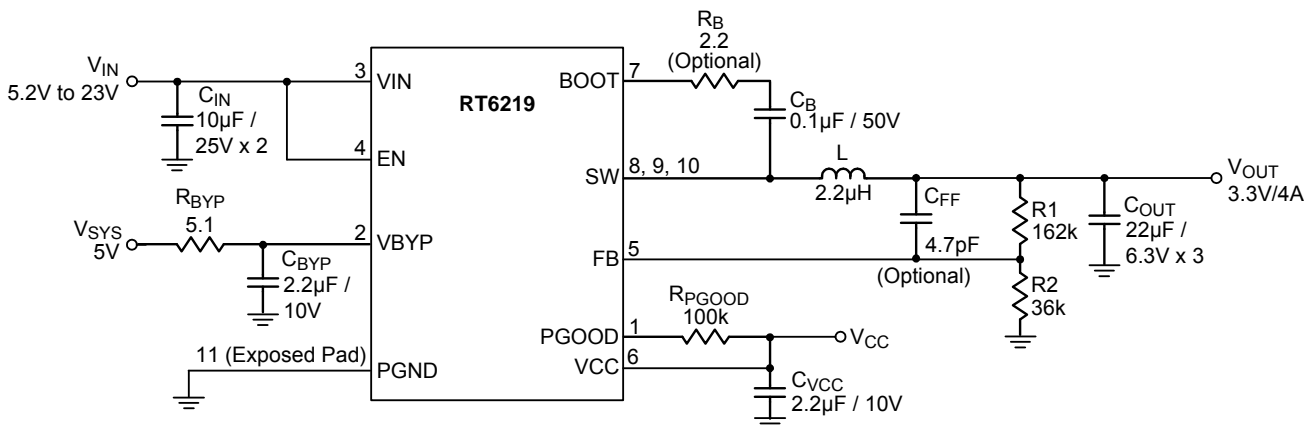 R_B
2.2
(Optional)
V_IN
5.2V to 23V
3
VIN
RT6219
BOOT
7
C_IN
10µF /
25V x 2
C_B
0.1µF / 50V
4
EN
L
SW
8, 9, 10
2.2µH
V_OUT
3.3V/4A
R_BYP
5.1
C_FF
4.7pF
(Optional)
R1
162k
C_OUT
22µF /
6.3V x 3
V_SYS
5V
2
VBYP
FB
5
C_BYP
2.2µF /
10V
R2
36k
R_PGOOD
100k
PGOOD
1
V_CC
11 (Exposed Pad)
PGND
VCC
6
C_VCC
2.2µF / 10V